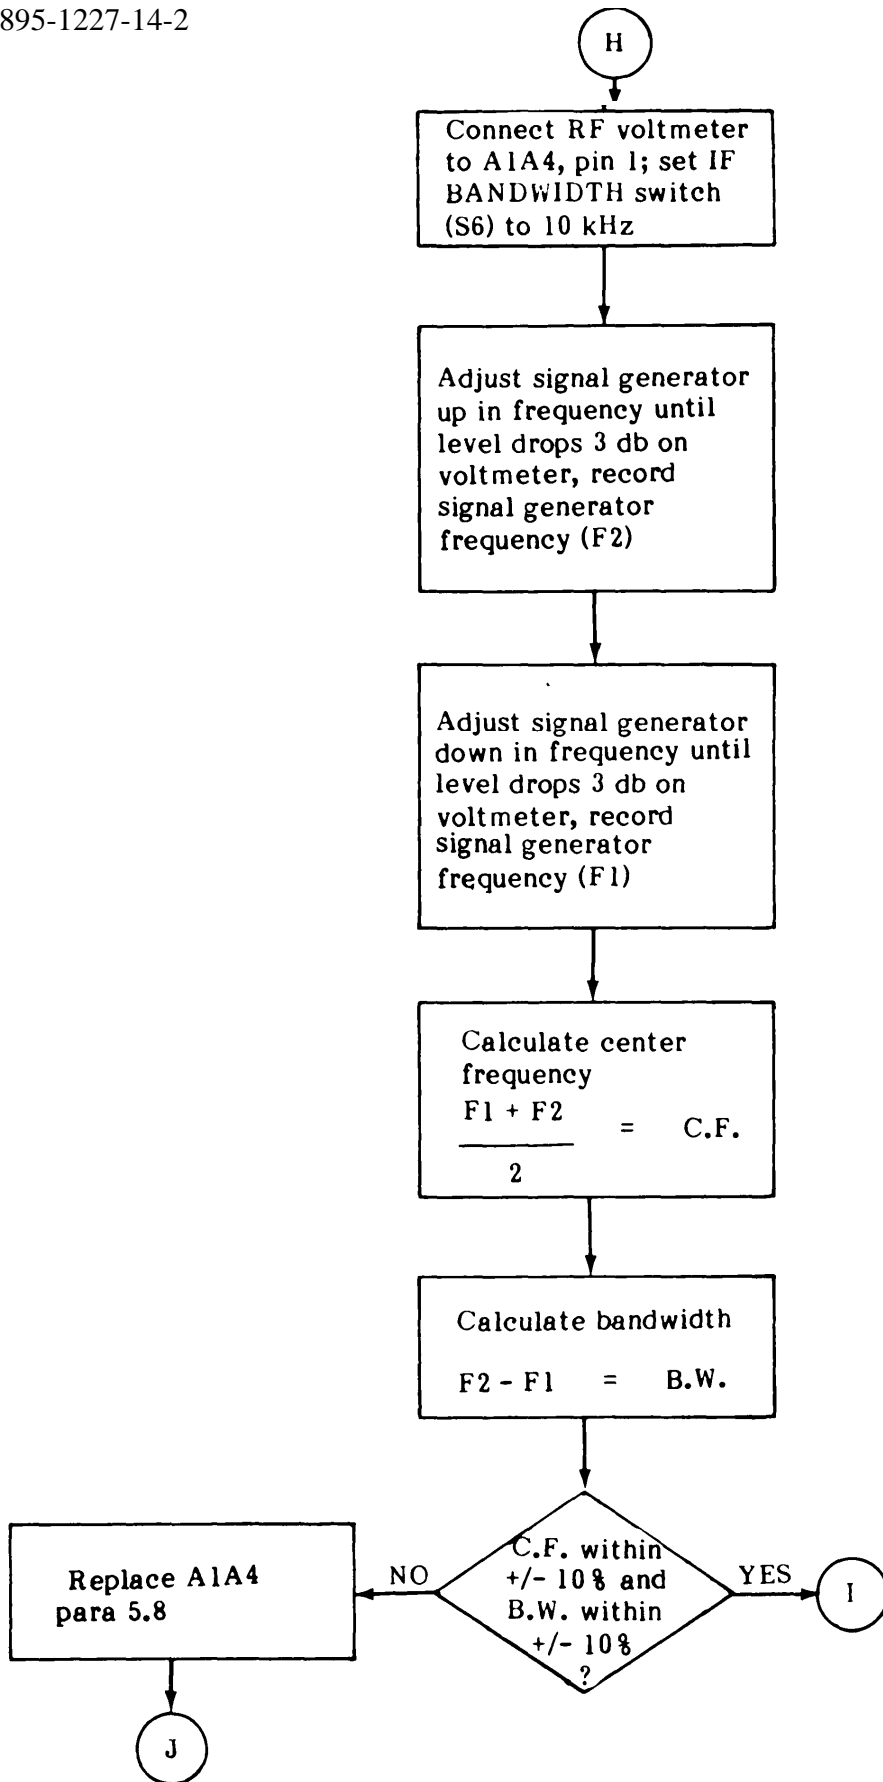 895-1227-14-2
H
Connect RF voltmeter
to A1A4, pin 1; set IF
BANDWIDTH switch
(S6) to 10 kHz
Adjust signal generator
up in frequency until
level drops 3 db on
voltmeter, record
signal generator
frequency (F2)
Adjust signal generator
down in frequency until
level drops 3 db on
voltmeter, record
signal generator
frequency (F1)
Calculate center
frequency
F1 + F2
= C.F.
2
Calculate bandwidth
F2 - F1 = B.W.
C.F. within
+/- 10% and
B.W. within
+/- 10%
?
NO
YES
I
Replace A1A4
para 5.8
J